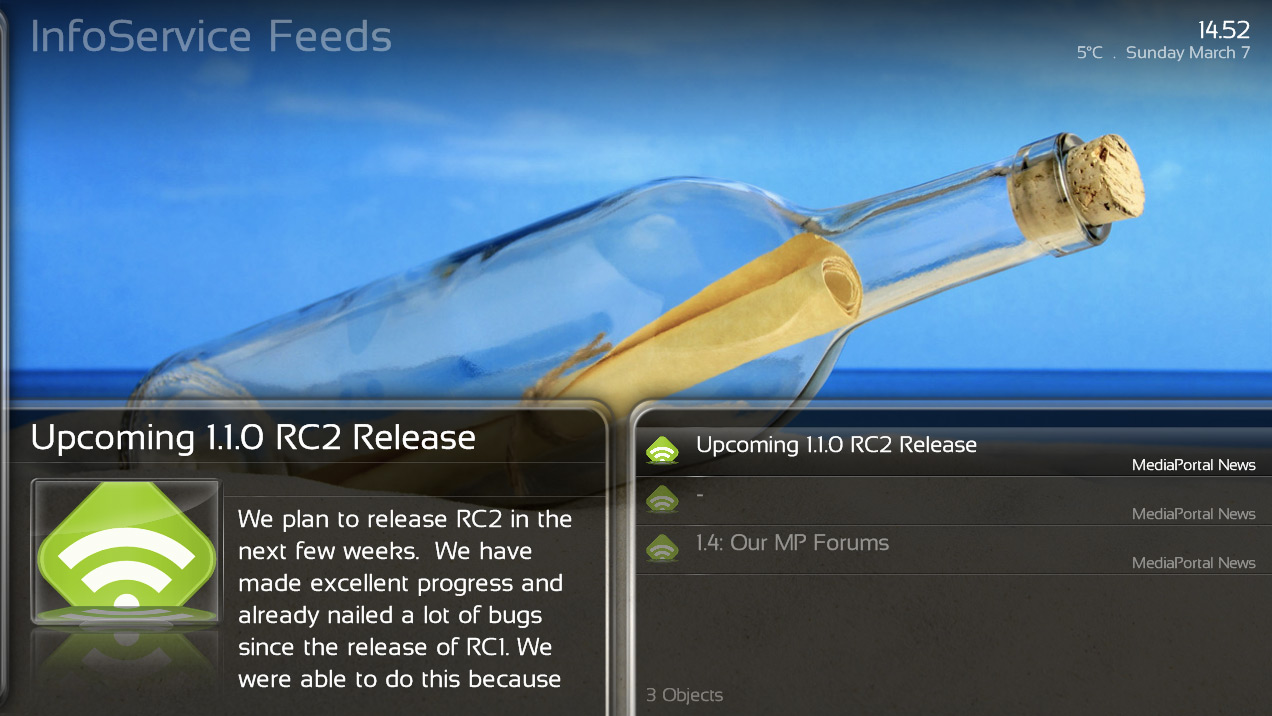 InfoService Feeds
14.52
5°C . Sunday March 7
Upcoming 1.1.0 RC2 Release
We plan to release RC2 in the
next few weeks.  We have
made excellent progress and
already nailed a lot of bugs
since the release of RC1. We
were able to do this because
Upcoming 1.1.0 RC2 Release
MediaPortal News
-
MediaPortal News
1.4: Our MP Forums
MediaPortal News
3 Objects